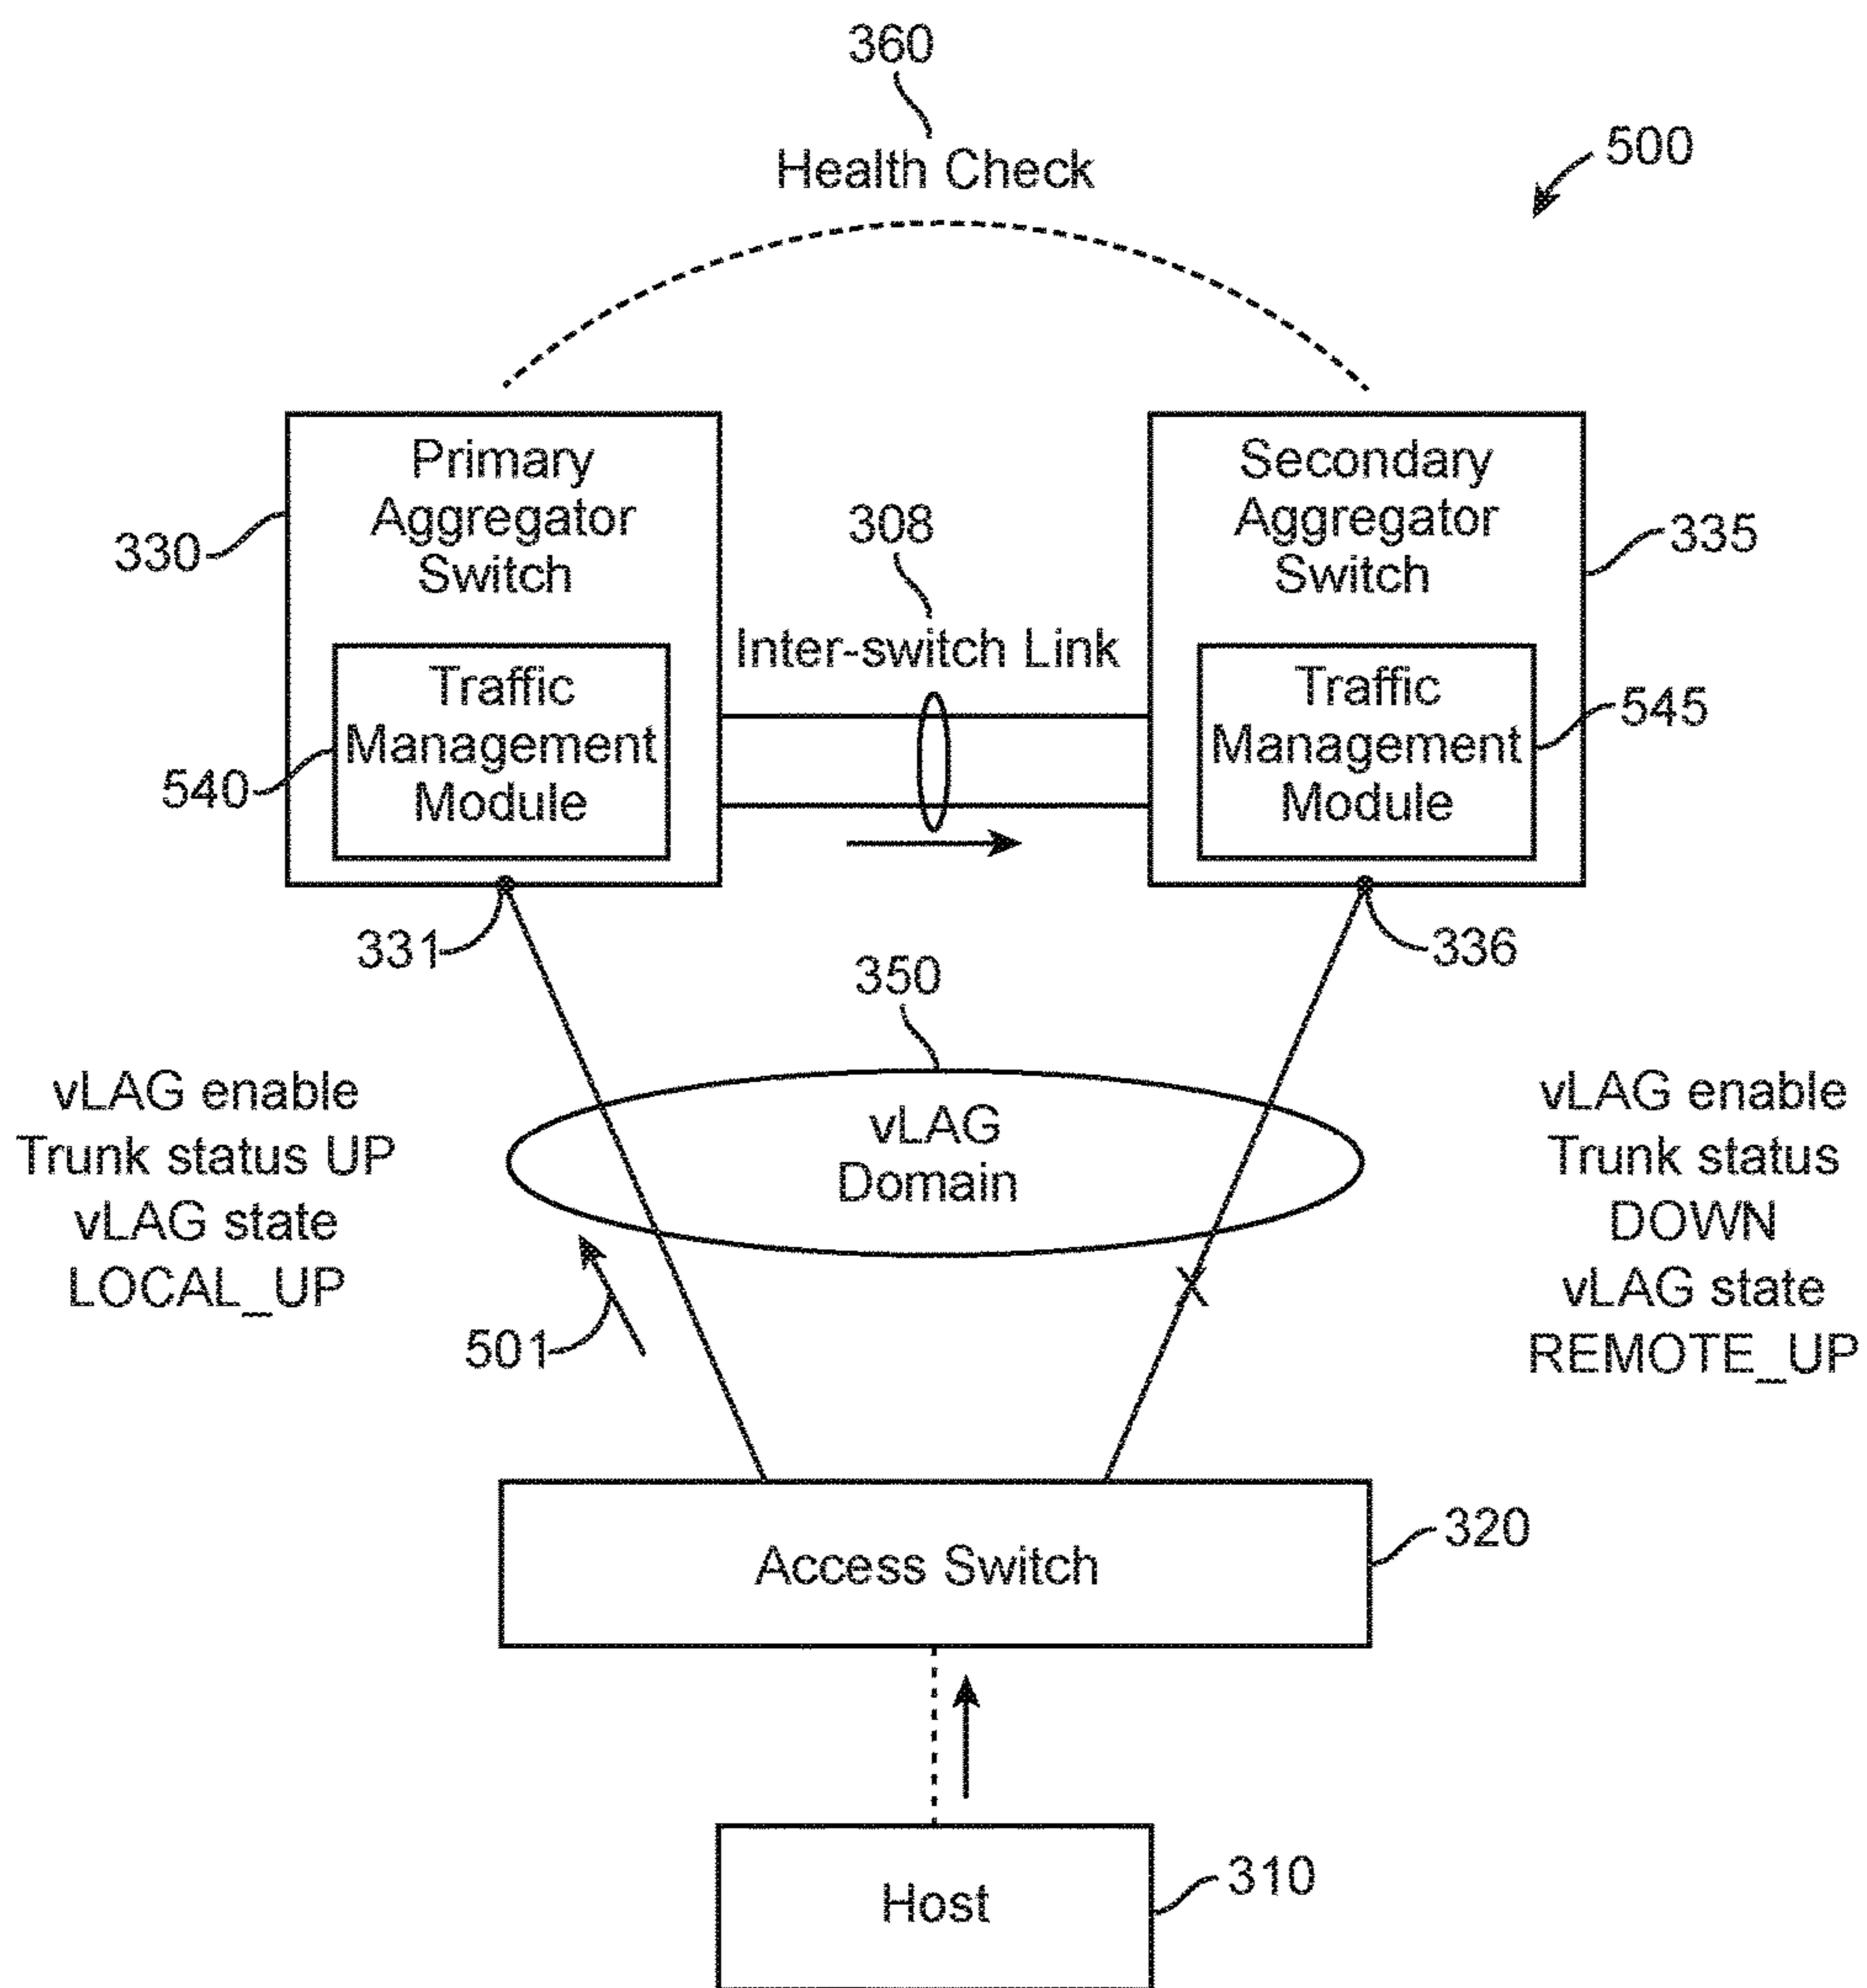 360
Health Check
500
Primary
Aggregator
Switch
330
Secondary
Aggregator
Switch
335
308
Inter-switch Link
Traffic
Management
Module
540
Traffic
Management
Module
545
331
336
350
vLAG
Domain
vLAG enable
Trunk status UP
vLAG state
LOCAL_UP
vLAG enable
Trunk status
DOWN
vLAG state
REMOTE_UP
501
X
Access Switch
320
Host
310